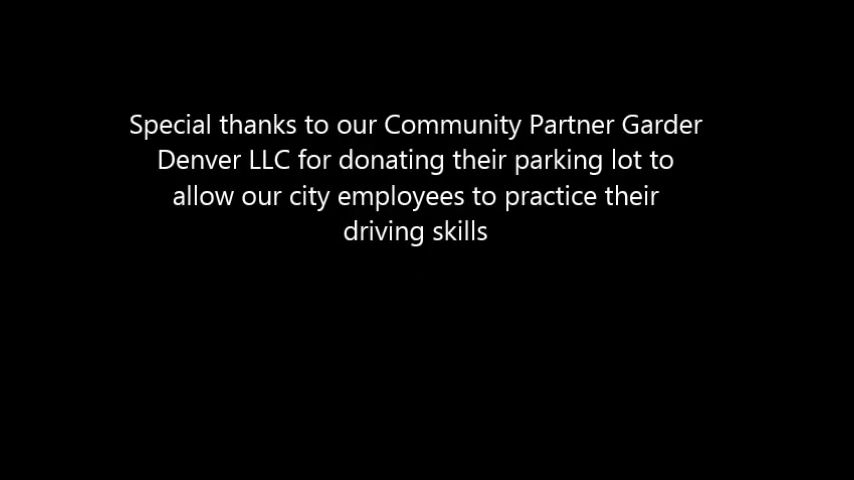 Special thanks to our Community Partner Garder
Denver LLC for donating their parking lot to
allow our city employees to practice their
driving skills